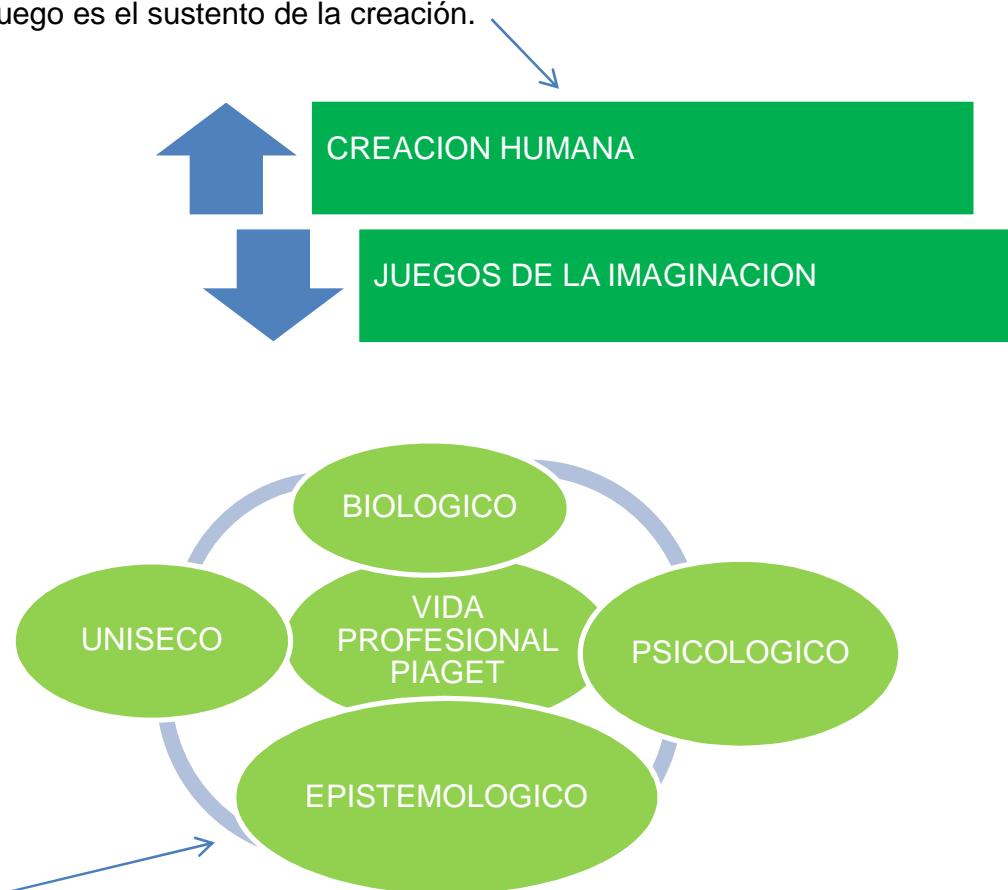 uego es el sustento de la creación.
CREACION HUMANA
JUEGOS DE LA IMAGINACION
BIOLOGICO
VIDA
PROFESIONAL
PIAGET
UNISECO
PSICOLOGICO
EPISTEMOLOGICO